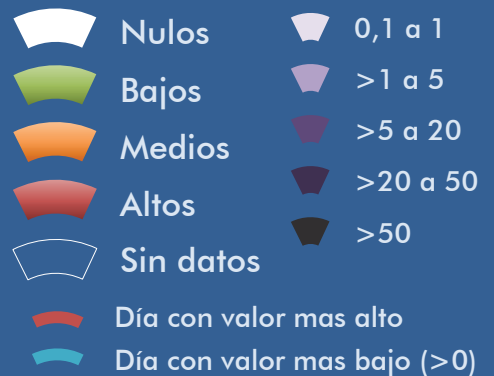 Nulos
Bajos
Medios
Altos
Sin datos
0,1 a 1
>1 a 5
>5 a 20
>20 a 50
>50
Día con valor mas alto
Día con valor mas bajo (>0)